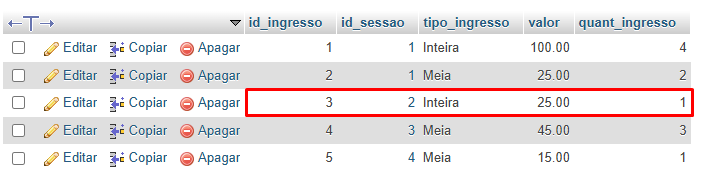 id_ingresso id_sessao tipo_ingresso valor quant_ingresso
Editar Copiar Apagar 1 1 Inteira 100.00 4
Editar Copiar Apagar 2 1 Meia 25.00 2
Editar Copiar Apagar 3 2 Inteira 25.00 1
Editar Copiar Apagar 4 3 Meia 45.00 3
Editar Copiar Apagar 5 4 Meia 15.00 1